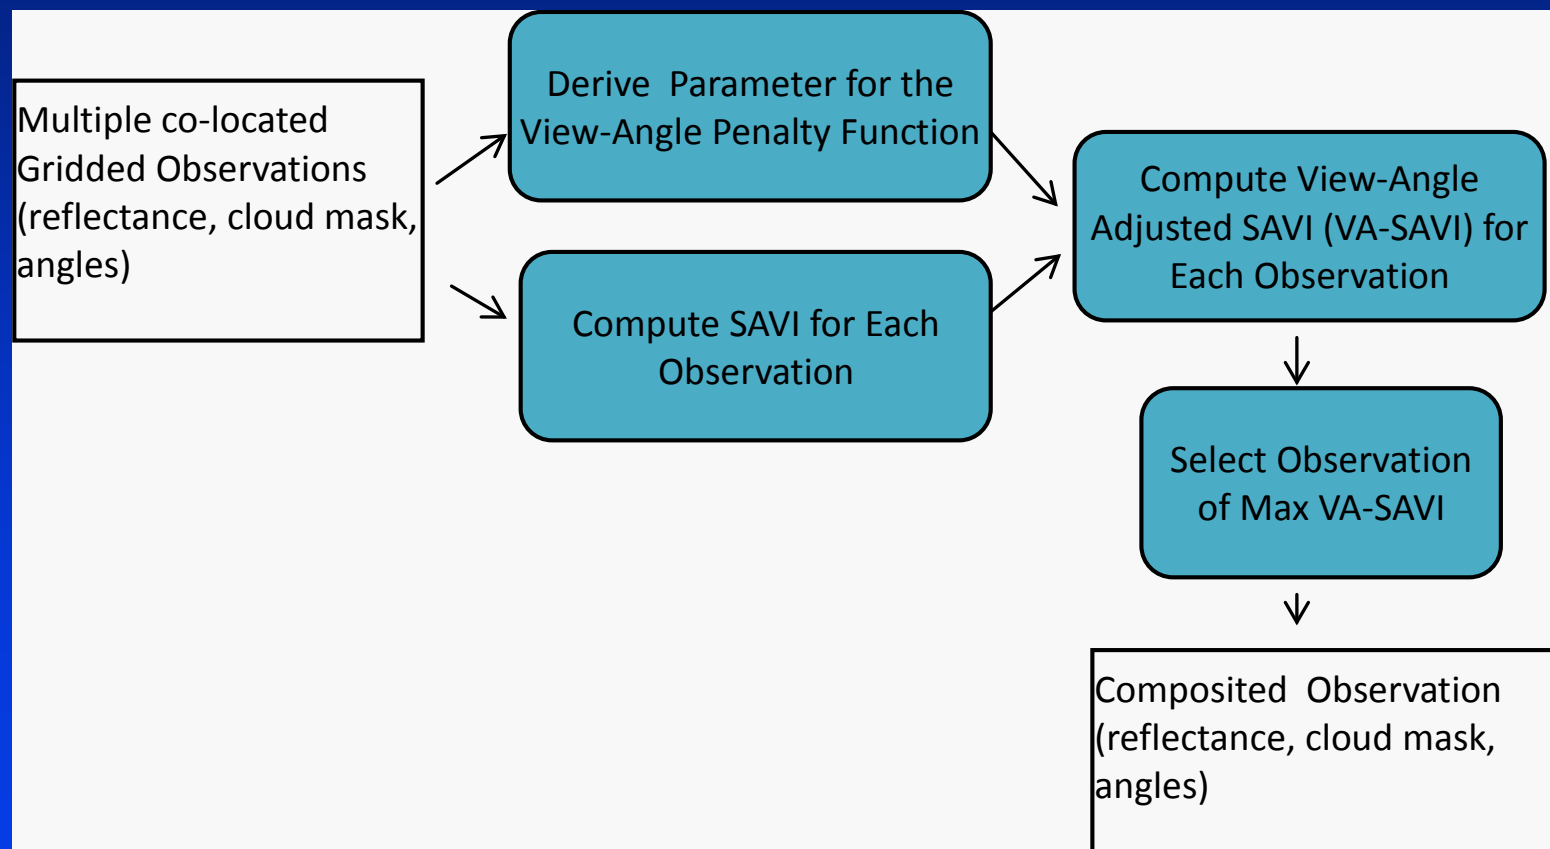 Multiple co-located
Gridded Observations
(reflectance, cloud mask,
angles)
Derive  Parameter for the
View-Angle Penalty Function
Compute SAVI for Each
Observation
Compute View-Angle
Adjusted SAVI (VA-SAVI) for
Each Observation
Select Observation
of Max VA-SAVI
Composited  Observation
(reflectance, cloud mask,
angles)